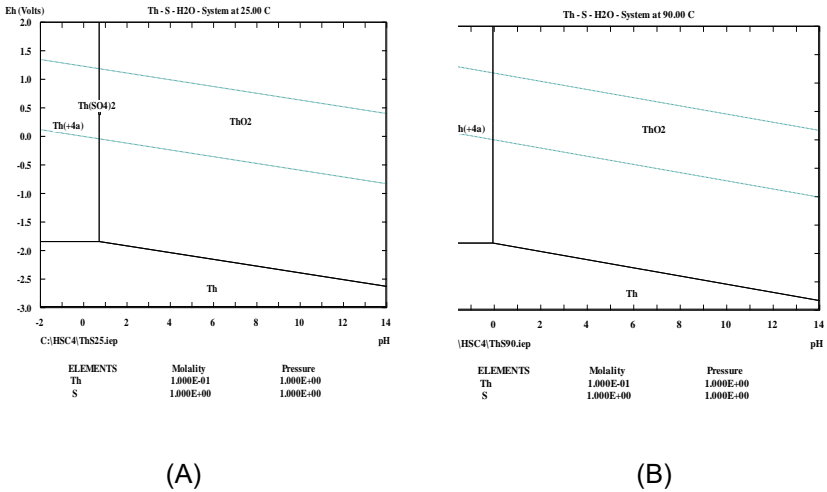 Eh (Volts)
Th - S - H2O - System at 25.00 C
2.0
1.5
1.0
0.5
0.0
-0.5
-1.0
-1.5
-2.0
-2.5
-3.0
-2 0 2 4 6 8 10 12 14
C:\HSC4\ThS25.iep
pH
Th(SO4)2
Th(+4a)
ThO2
Th
ELEMENTS Molality Pressure
Th 1.000E-01 1.000E+00
S 1.000E+00 1.000E+00
(A)
Th - S - H2O - System at 90.00 C
h(+4a)
ThO2
Th
0 2 4 6 8 10 12 14
\HSC4\ThS90.iep
pH
ELEMENTS Molality Pressure
Th 1.000E-01 1.000E+00
S 1.000E+00 1.000E+00
(B)